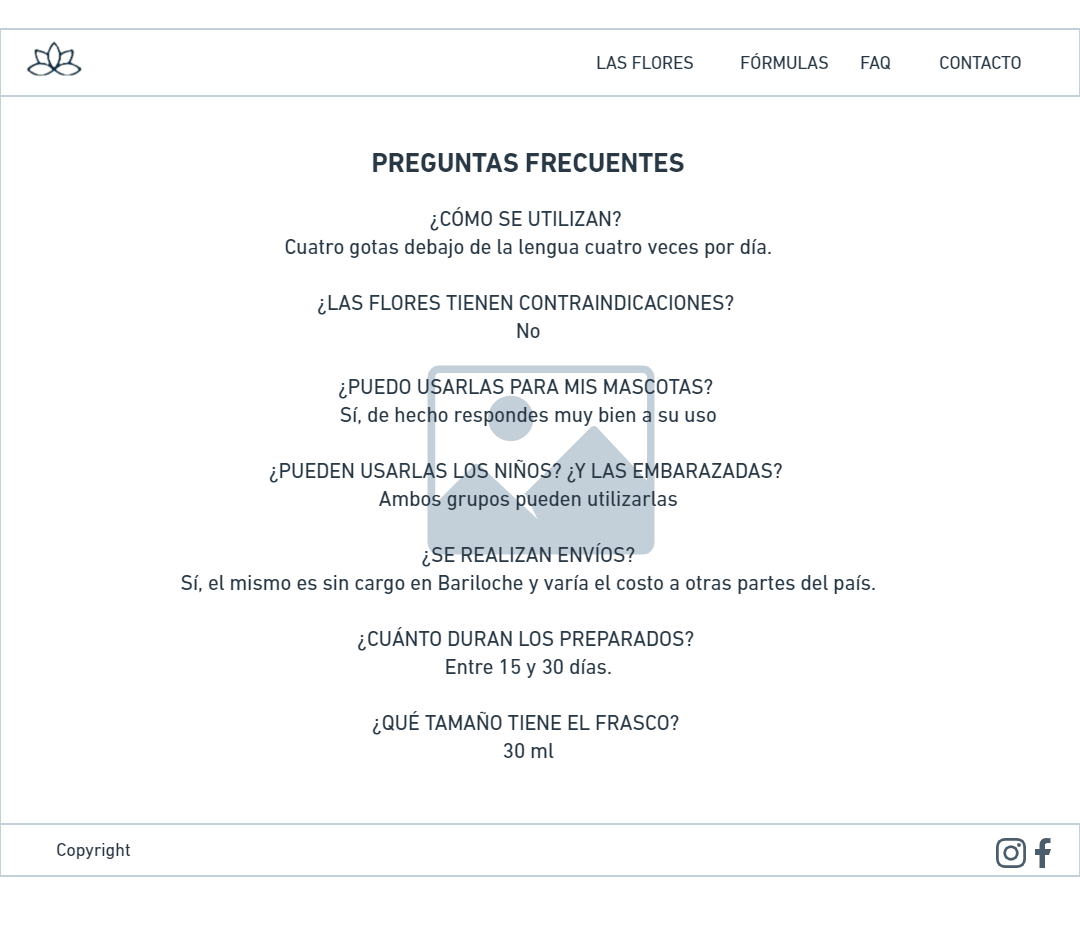 LAS FLORES FÓRMULAS FAQ CONTACTO
PREGUNTAS FRECUENTES
¿CÓMO SE UTILIZAN?
Cuatro gotas debajo de la lengua cuatro veces por día.
¿LAS FLORES TIENEN CONTRAINDICACIONES?
No
¿PUEDO USARLAS PARA MIS MASCOTAS?
Sí, de hecho respondes muy bien a su uso
¿PUEDEN USARLAS LOS NIÑOS? ¿Y LAS EMBARAZADAS?
Ambos grupos pueden utilizarlas
¿SE REALIZAN ENVÍOS?
Sí, el mismo es sin cargo en Bariloche y varía el costo a otras partes del país.
¿CUÁNTO DURAN LOS PREPARADOS?
Entre 15 y 30 días.
¿QUÉ TAMAÑO TIENE EL FRASCO?
30 ml
Copyright